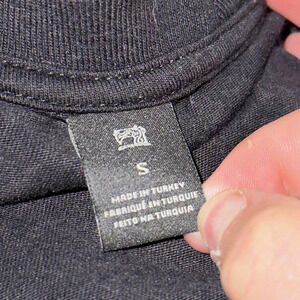 S
MADE IN TURKEY
FABRIQUÉ EN TURQUIE
FEITO NA TURQUIA